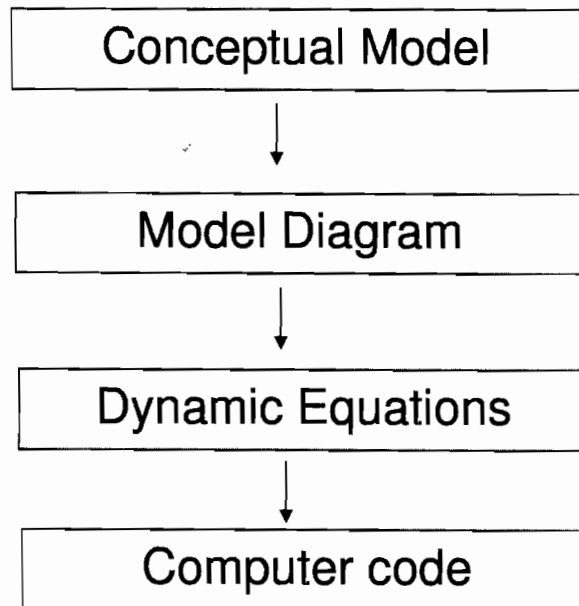 Conceptual Model
Model Diagram
Dynamic Equations
Computer code